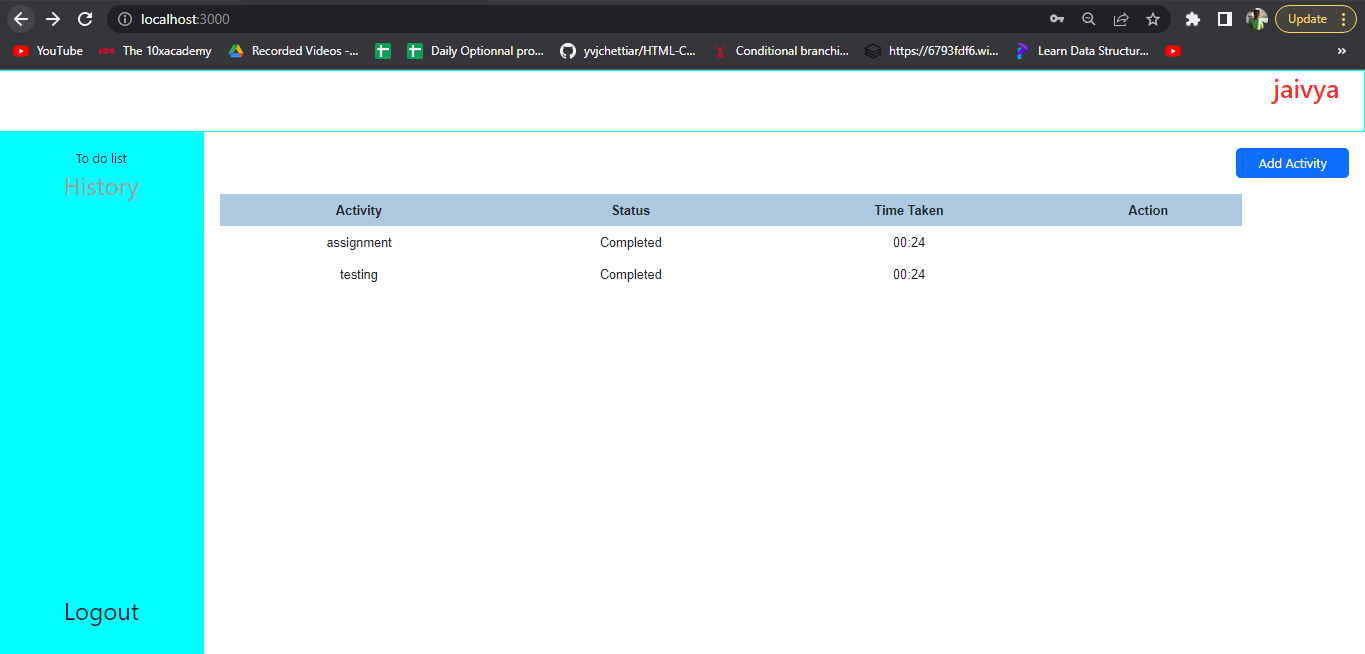 localhost:3000
Update
YouTube The 10xacademy Recorded Videos -... Daily Optionnal pro... yvjchettiar/HTML-C... Conditional branchi... https://6793fdf6.wi... Learn Data Structur... »
jaivya
To do list
History
Add Activity
Activity Status Time Taken Action
assignment Completed 00:24
testing Completed 00:24
Logout